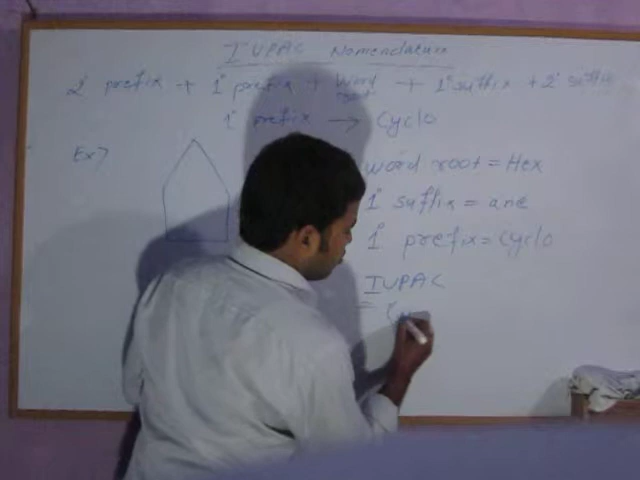 IUPAC Nomenclature
2° prefix + 1° prefix + Word root + 1° suffix + 2° suffix
1° prefix → Cyclo
Ex>
word root = Hex
1° suffix = ane
1° prefix = Cyclo
IUPAC
= Cy